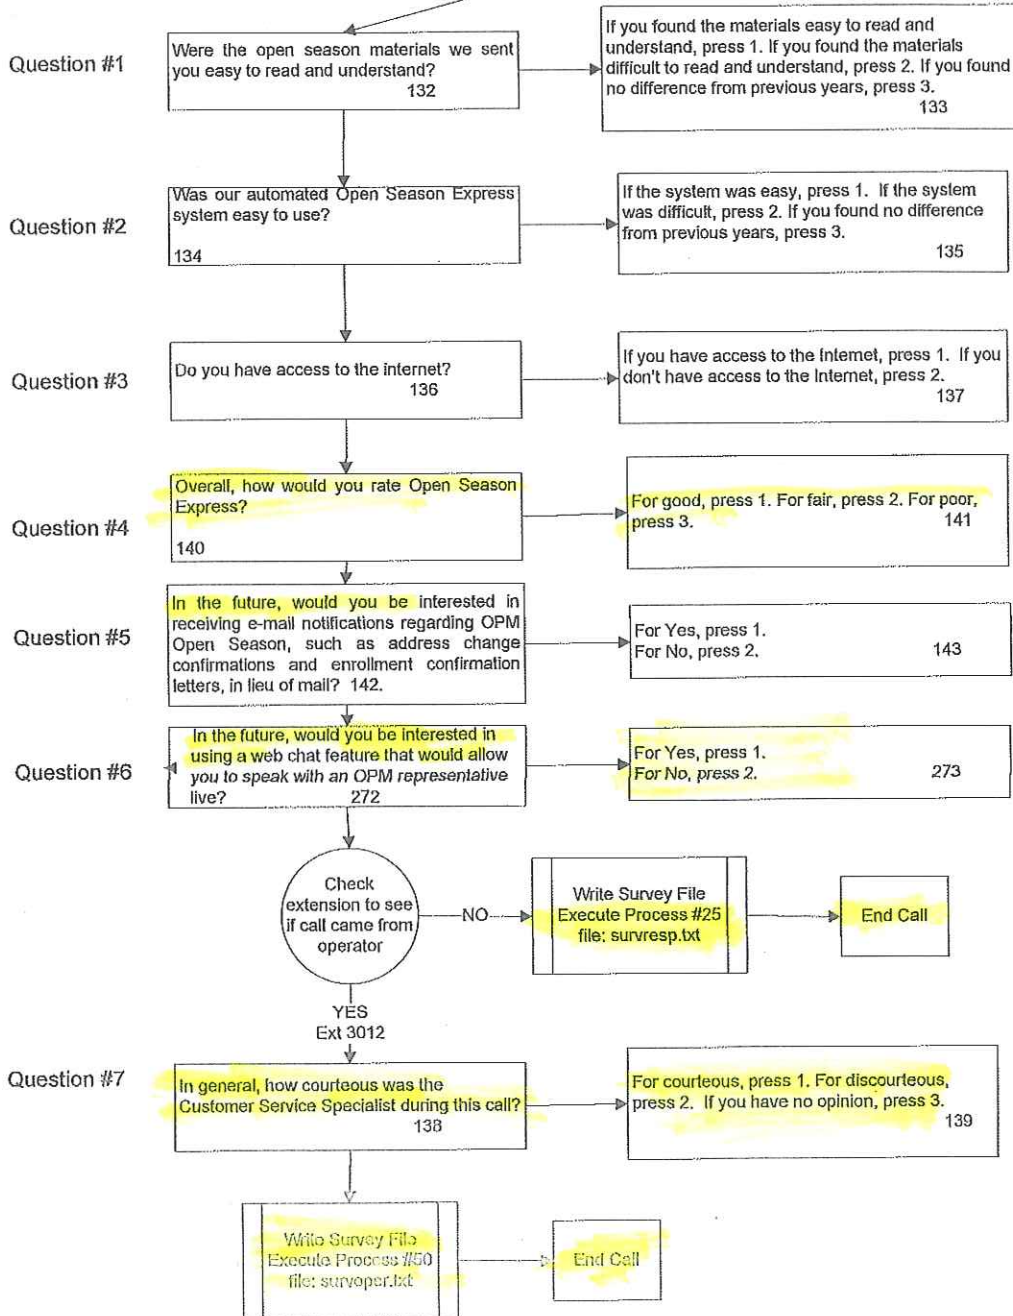 Question #1
Were the open season materials we sent
you easy to read and understand?
132
If you found the materials easy to read and
understand, press 1. If you found the materials
difficult to read and understand, press 2. If you found
no difference from previous years, press 3.
133
Question #2
Was our automated Open Season Express
system easy to use?
134
If the system was easy, press 1. If the system
was difficult, press 2. If you found no difference
from previous years, press 3.
135
Question #3
Do you have access to the internet?
136
If you have access to the Internet, press 1. If you
don't have access to the Internet, press 2.
137
Question #4
Overall, how would you rate Open Season
Express?
140
For good, press 1. For fair, press 2. For poor,
press 3. 141
Question #5
In the future, would you be interested in
receiving e-mail notifications regarding OPM
Open Season, such as address change
confirmations and enrollment confirmation
letters, in lieu of mail? 142.
For Yes, press 1.
For No, press 2. 143
Question #6
In the future, would you be interested in
using a web chat feature that would allow
you to speak with an OPM representative
live? 272
For Yes, press 1.
For No, press 2. 273
Check
extension to see
if call came from
operator
NO
Write Survey File
Execute Process #25
file: survresp.txt
End Call
YES
Ext 3012
Question #7
In general, how courteous was the
Customer Service Specialist during this call?
138
For courteous, press 1. For discourteous,
press 2. If you have no opinion, press 3.
139
Write Survey File
Execute Process #50
file: survoper.txt
End Call